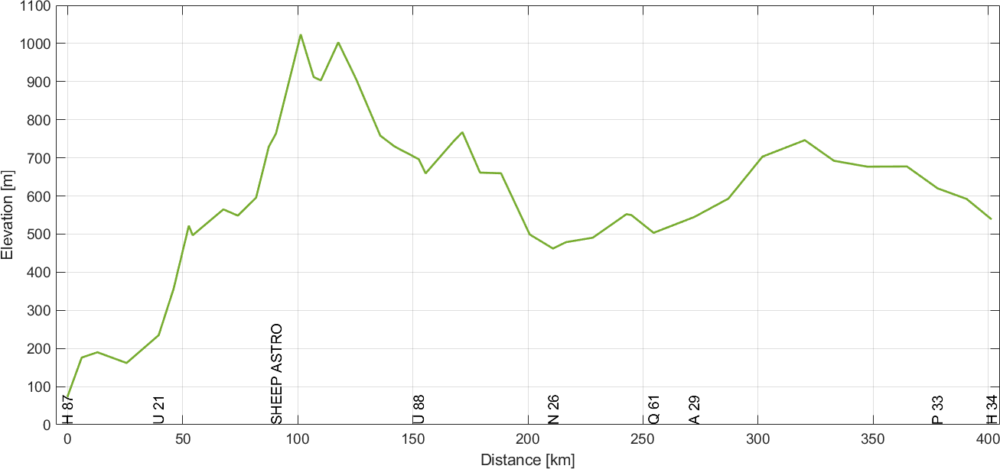 1100
1000
900
800
700
600
500
400
300
200
100
0
Elevation [m]
H 87
U 21
SHEEP ASTRO
U 88
N 26
Q 61
A 29
P 33
H 34
0 50 100 150 200 250 300 350 400
Distance [km]